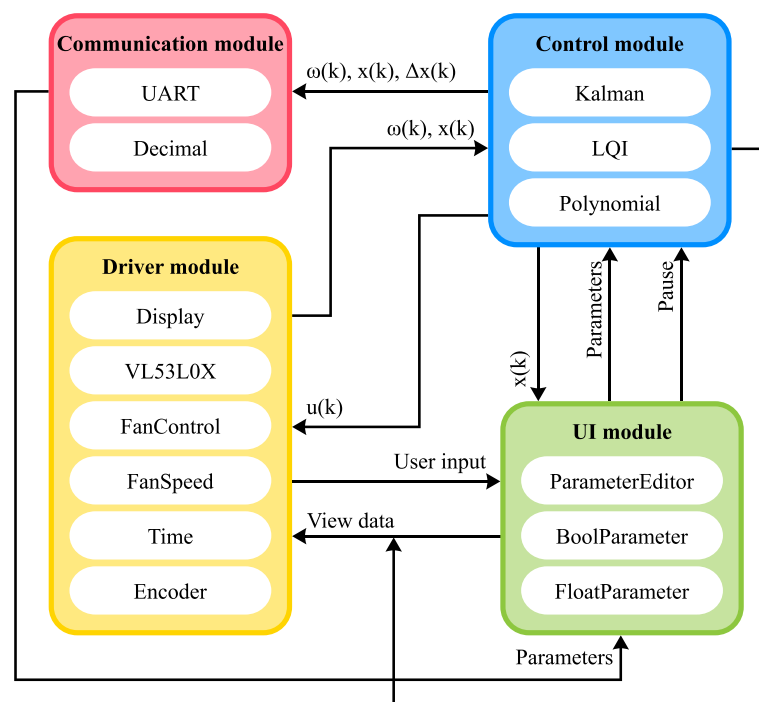 Communication module
UART
Decimal
Control module
Kalman
LQI
Polynomial
ω(k), x(k), Δx(k)
ω(k), x(k)
Driver module
Display
VL53L0X
FanControl
FanSpeed
Time
Encoder
u(k)
x(k)
Parameters
Pause
User input
View data
UI module
ParameterEditor
BoolParameter
FloatParameter
Parameters